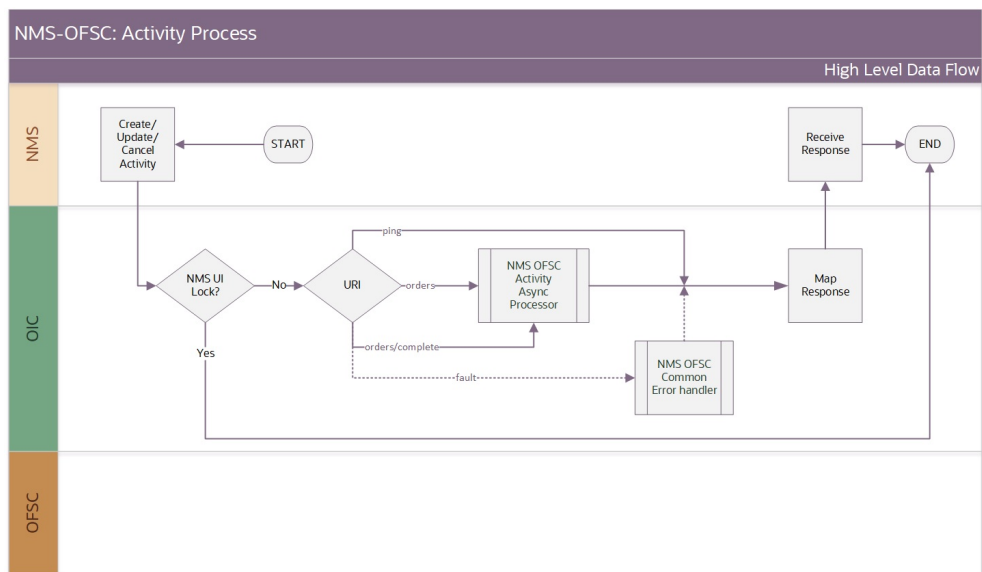 NMS-OFSC: Activity Process
High Level Data Flow
NMS
Create/
Update/
Cancel
Activity
START
Receive
Response
END
OIC
NMS UI
Lock?
No
Yes
URI
ping
orders
orders/complete
fault
NMS OFSC
Activity
Async
Processor
NMS OFSC
Common
Error handler
Map
Response
OFSC